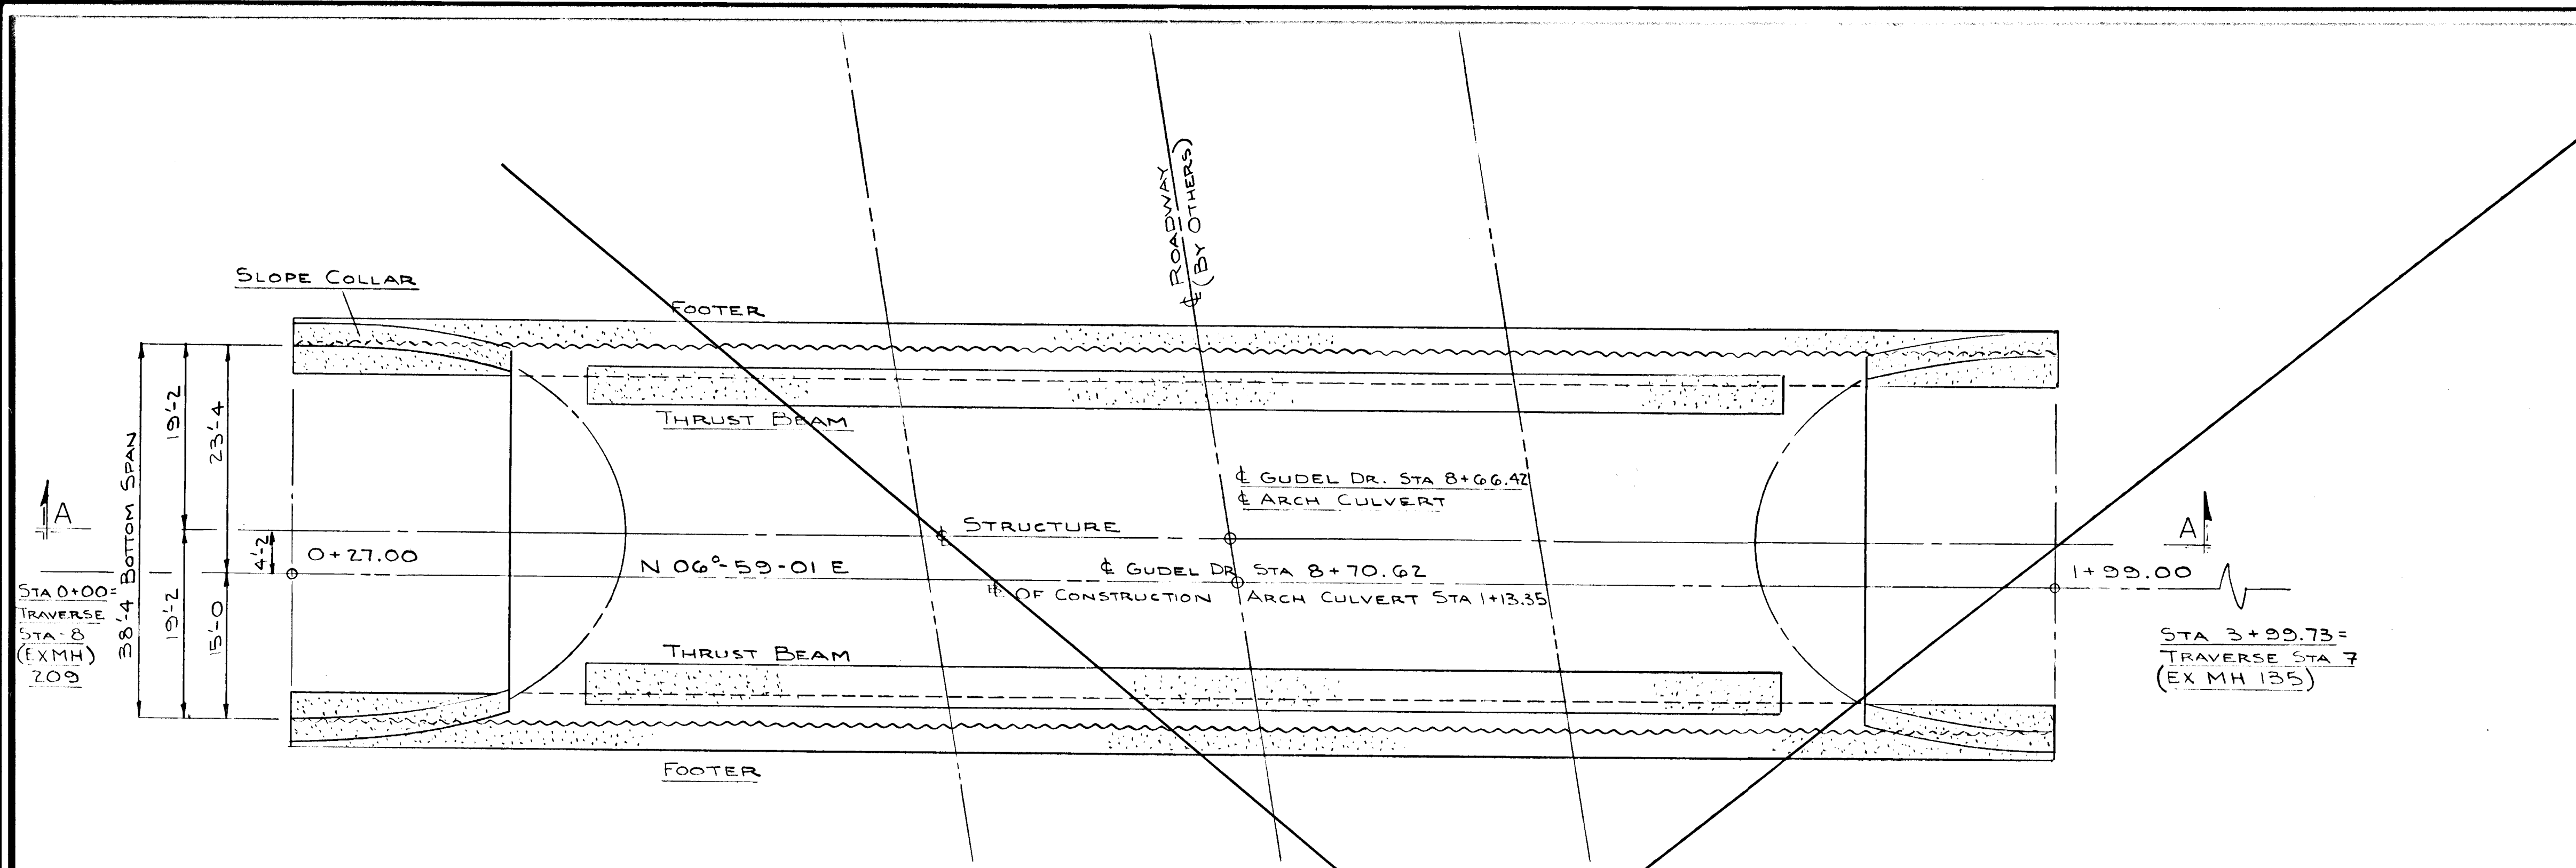 ℄ ROADWAY
(BY OTHERS)
SLOPE COLLAR
FOOTER
THRUST BEAM
38'-4 BOTTOM SPAN
19'-2
23'-4
4'-2
19'-2
15'-0
℄ GUDEL DR. STA 8+66.42
℄ ARCH CULVERT
A
℄ STRUCTURE
A
0+27.00
N 06°-59-01 E
℄ GUDEL DR STA 8+70.62
1+99.00
℄ OF CONSTRUCTION ARCH CULVERT STA 1+13.35
STA 0+00=
TRAVERSE
STA-8
(EX MH)
209
STA 3+99.73=
TRAVERSE STA 7
(EX MH 135)
THRUST BEAM
FOOTER